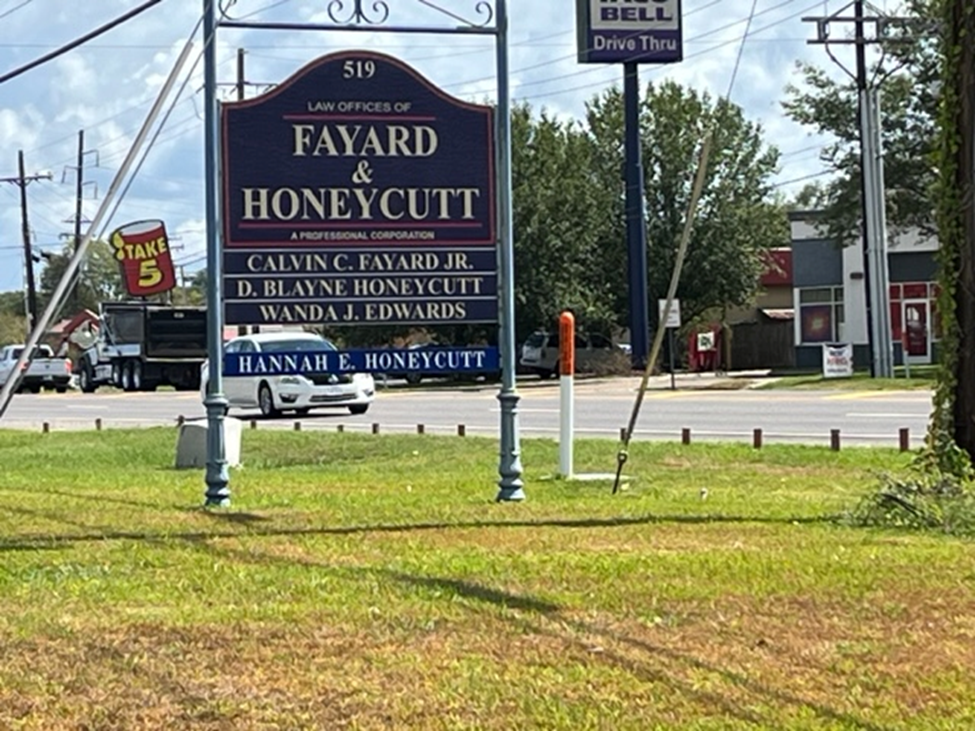 519
LAW OFFICES OF
FAYARD
&
HONEYCUTT
A PROFESSIONAL CORPORATION
CALVIN C. FAYARD JR.
D. BLAYNE HONEYCUTT
WANDA J. EDWARDS
HANNAH E. HONEYCUTT
TACO
BELL
Drive Thru
TAKE
5